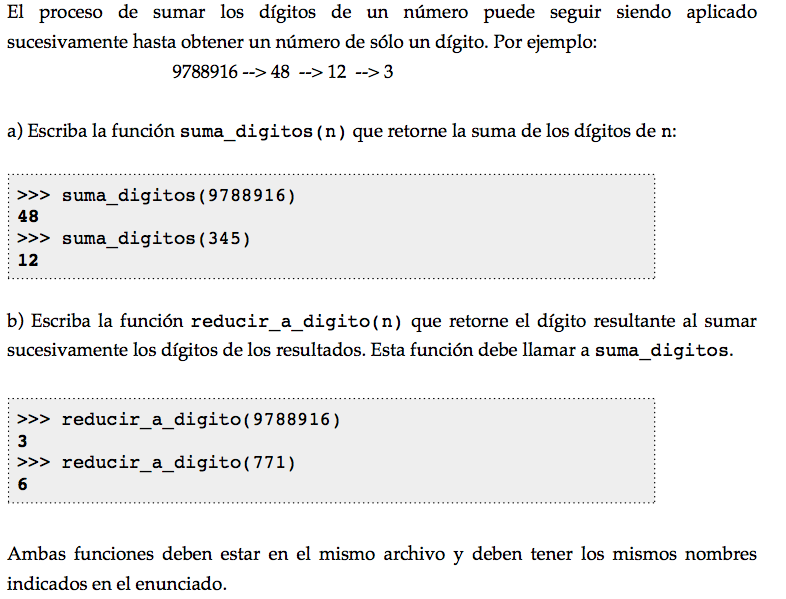 El proceso de sumar los dígitos de un número puede seguir siendo aplicado
sucesivamente hasta obtener un número de sólo un dígito. Por ejemplo:
9788916 --> 48 --> 12 --> 3
a) Escriba la función suma_digitos(n) que retorne la suma de los dígitos de n:
>>> suma_digitos(9788916)
48
>>> suma_digitos(345)
12
b) Escriba la función reducir_a_digito(n) que retorne el dígito resultante al sumar
sucesivamente los dígitos de los resultados. Esta función debe llamar a suma_digitos.
>>> reducir_a_digito(9788916)
3
>>> reducir_a_digito(771)
6
Ambas funciones deben estar en el mismo archivo y deben tener los mismos nombres
indicados en el enunciado.